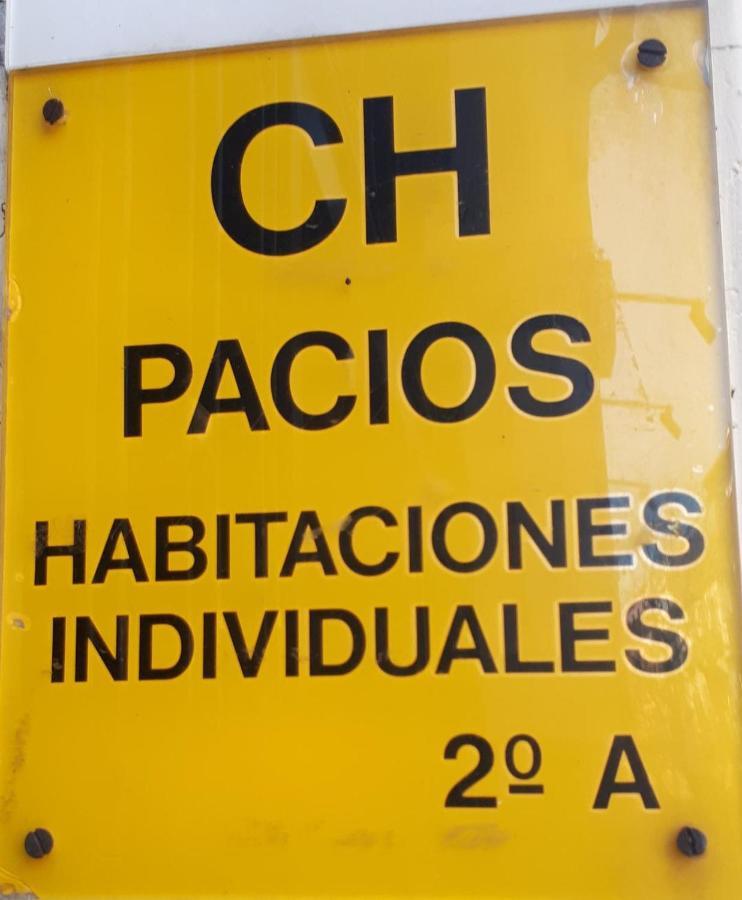 CH
PACIOS
HABITACIONES
INDIVIDUALES
2º A